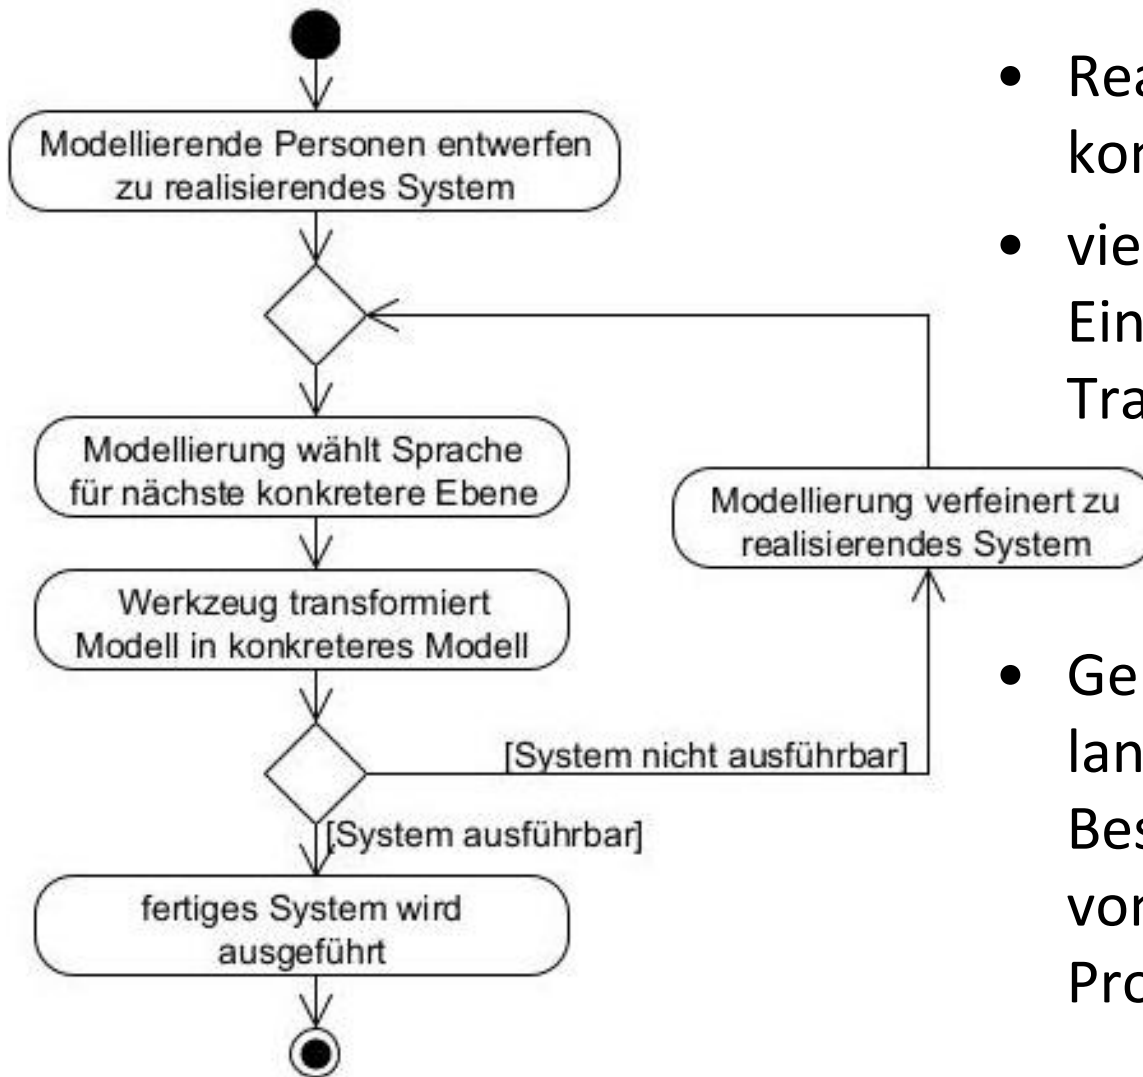 Modellierende Personen entwerfen
zu realisierendes System
Modellierung wählt Sprache
für nächste konkretere Ebene
Werkzeug transformiert
Modell in konkreteres Modell
Modellierung verfeinert zu
realisierendes System
[System nicht ausführbar]
[System ausführbar]
fertiges System wird
ausgeführt
• Rea
kor
• vie
Ein
Tra
• Ge
lan
Bes
vor
Pro